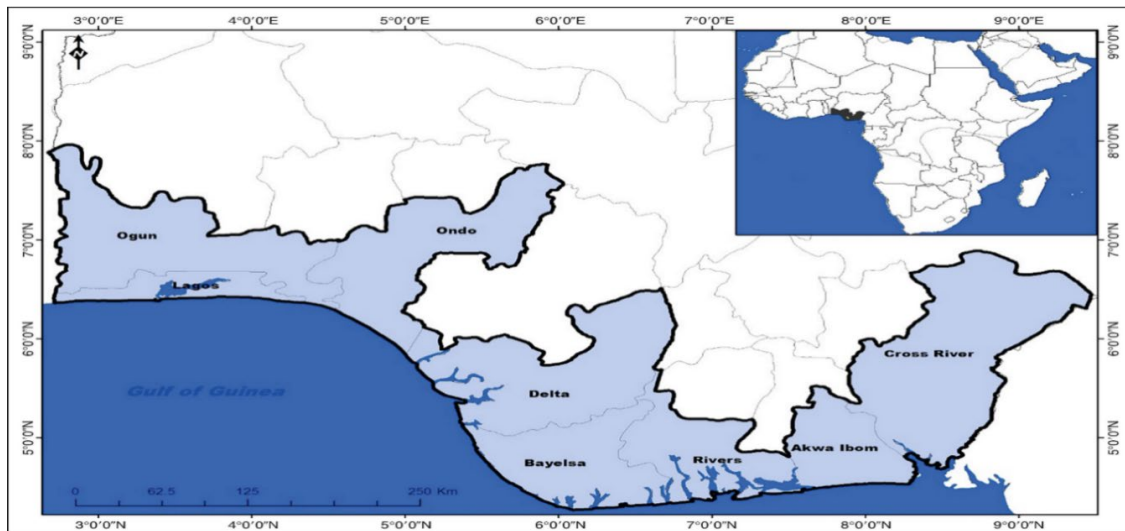 3°0'0"E 4°0'0"E 5°0'0"E 6°0'0"E 7°0'0"E 8°0'0"E 9°0'0"E
N
9°0'0"N 9°0'0"N
8°0'0"N 8°0'0"N
7°0'0"N 7°0'0"N
Ogun Ondo
Lagos
6°0'0"N 6°0'0"N
Cross River
Gulf of Guinea
Delta
5°0'0"N 5°0'0"N
Akwa Ibom
Bayelsa Rivers
0 62.5 125 250 Km
3°0'0"N 4°0'0"N 5°0'0"N 6°0'0"N 7°0'0"N 8°0'0"N 9°0'0"N